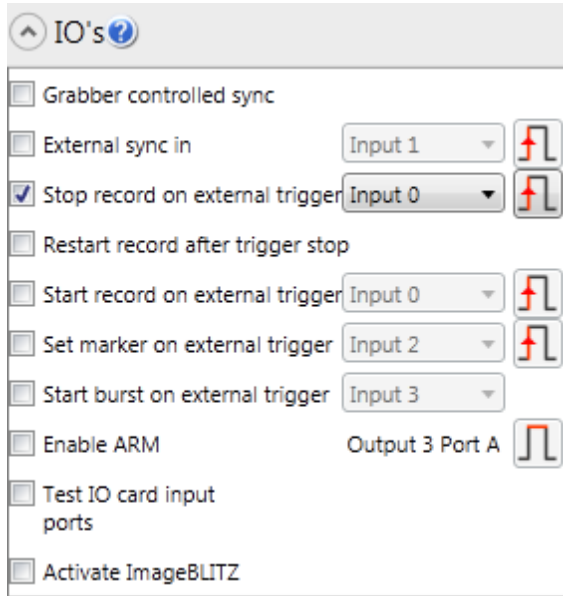 IO's ?
Grabber controlled sync
External sync in Input 1
Stop record on external trigger Input 0
Restart record after trigger stop
Start record on external trigger Input 0
Set marker on external trigger Input 2
Start burst on external trigger Input 3
Enable ARM Output 3 Port A
Test IO card input
ports
Activate ImageBLITZ